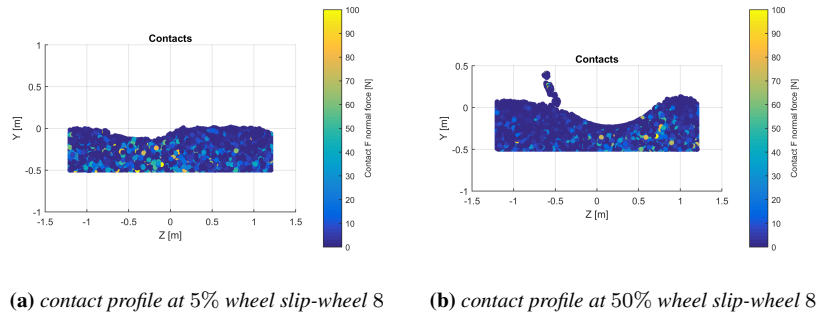 Contacts
1
0.5
0
-0.5
-1
Y [m]
-1.5 -1 -0.5 0 0.5 1 1.5
Z [m]
100
90
80
70
60
50
40
30
20
10
0
Contact F normal force [N]
Contacts
0.5
0
-0.5
-1
Y [m]
-1.5 -1 -0.5 0 0.5 1 1.5
Z [m]
100
90
80
70
60
50
40
30
20
10
0
Contact F normal force [N]
(a) contact profile at 5% wheel slip-wheel 8
(b) contact profile at 50% wheel slip-wheel 8